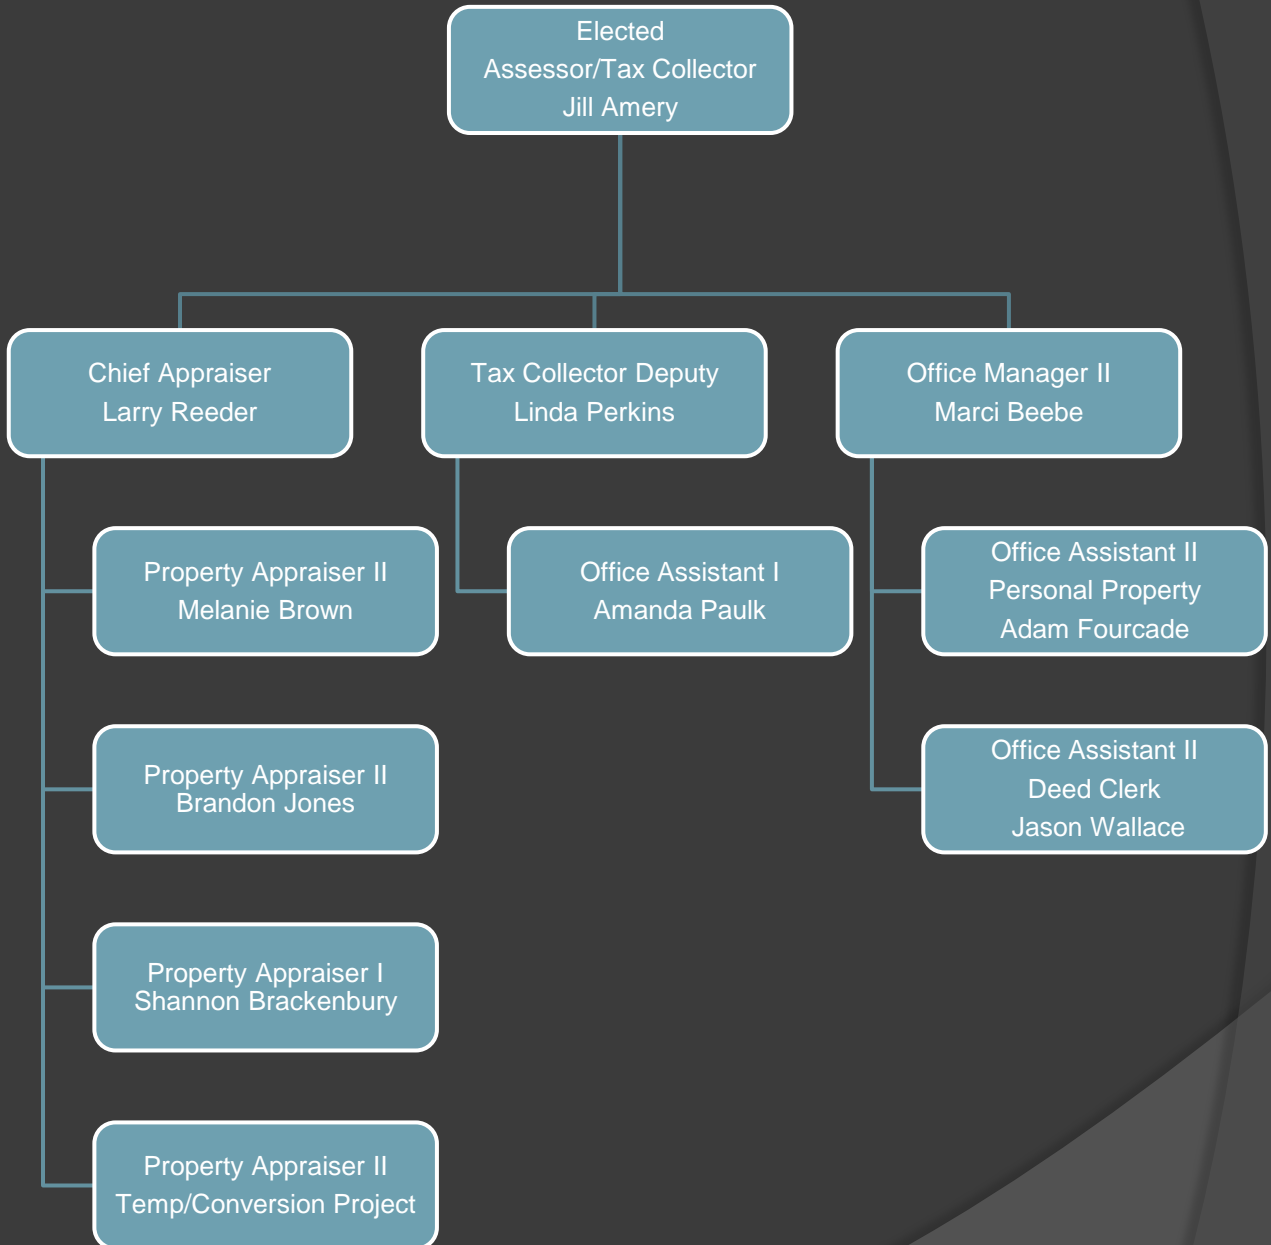 Elected
Assessor/Tax Collector
Jill Amery
Chief Appraiser
Larry Reeder
Tax Collector Deputy
Linda Perkins
Office Manager II
Marci Beebe
Property Appraiser II
Melanie Brown
Office Assistant I
Amanda Paulk
Office Assistant II
Personal Property
Adam Fourcade
Property Appraiser II
Brandon Jones
Office Assistant II
Deed Clerk
Jason Wallace
Property Appraiser I
Shannon Brackenbury
Property Appraiser II
Temp/Conversion Project